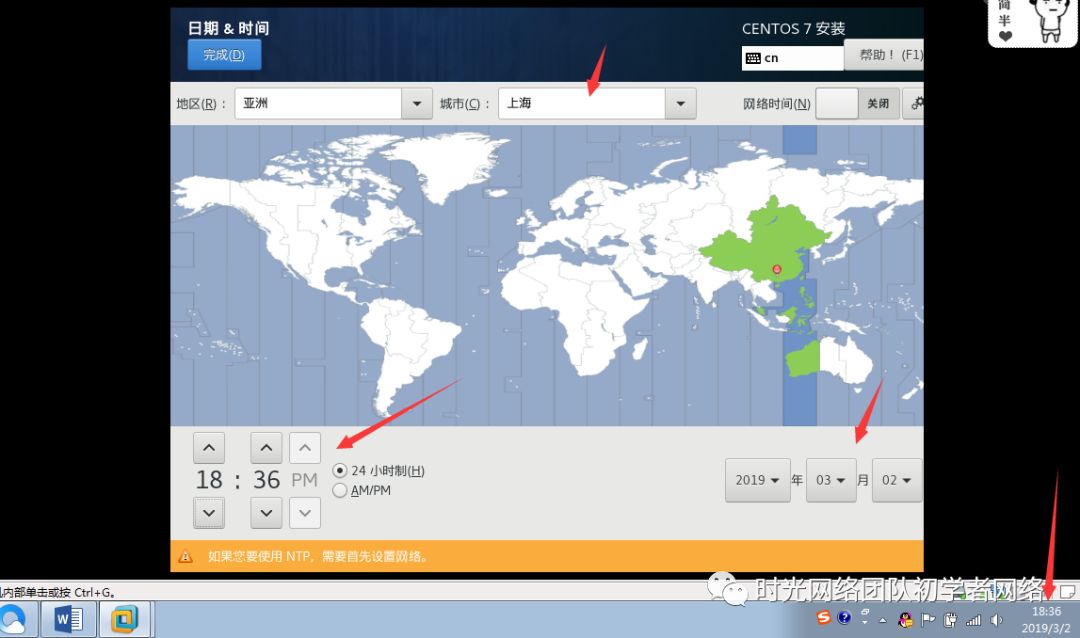 简
半
日期 & 时间
CENTOS 7 安装
完成(D)
cn
帮助！(F1)
地区(R)：
亚洲
城市(C)：
上海
网络时间(N)
关闭
18 : 36 PM
24 小时制(H)
AM/PM
2019 年 03 月 02
如果您要使用 NTP，需要首先设置网络。
内部单击或按 Ctrl+G。
时光网络团队初学者网络
18:36
2019/3/2